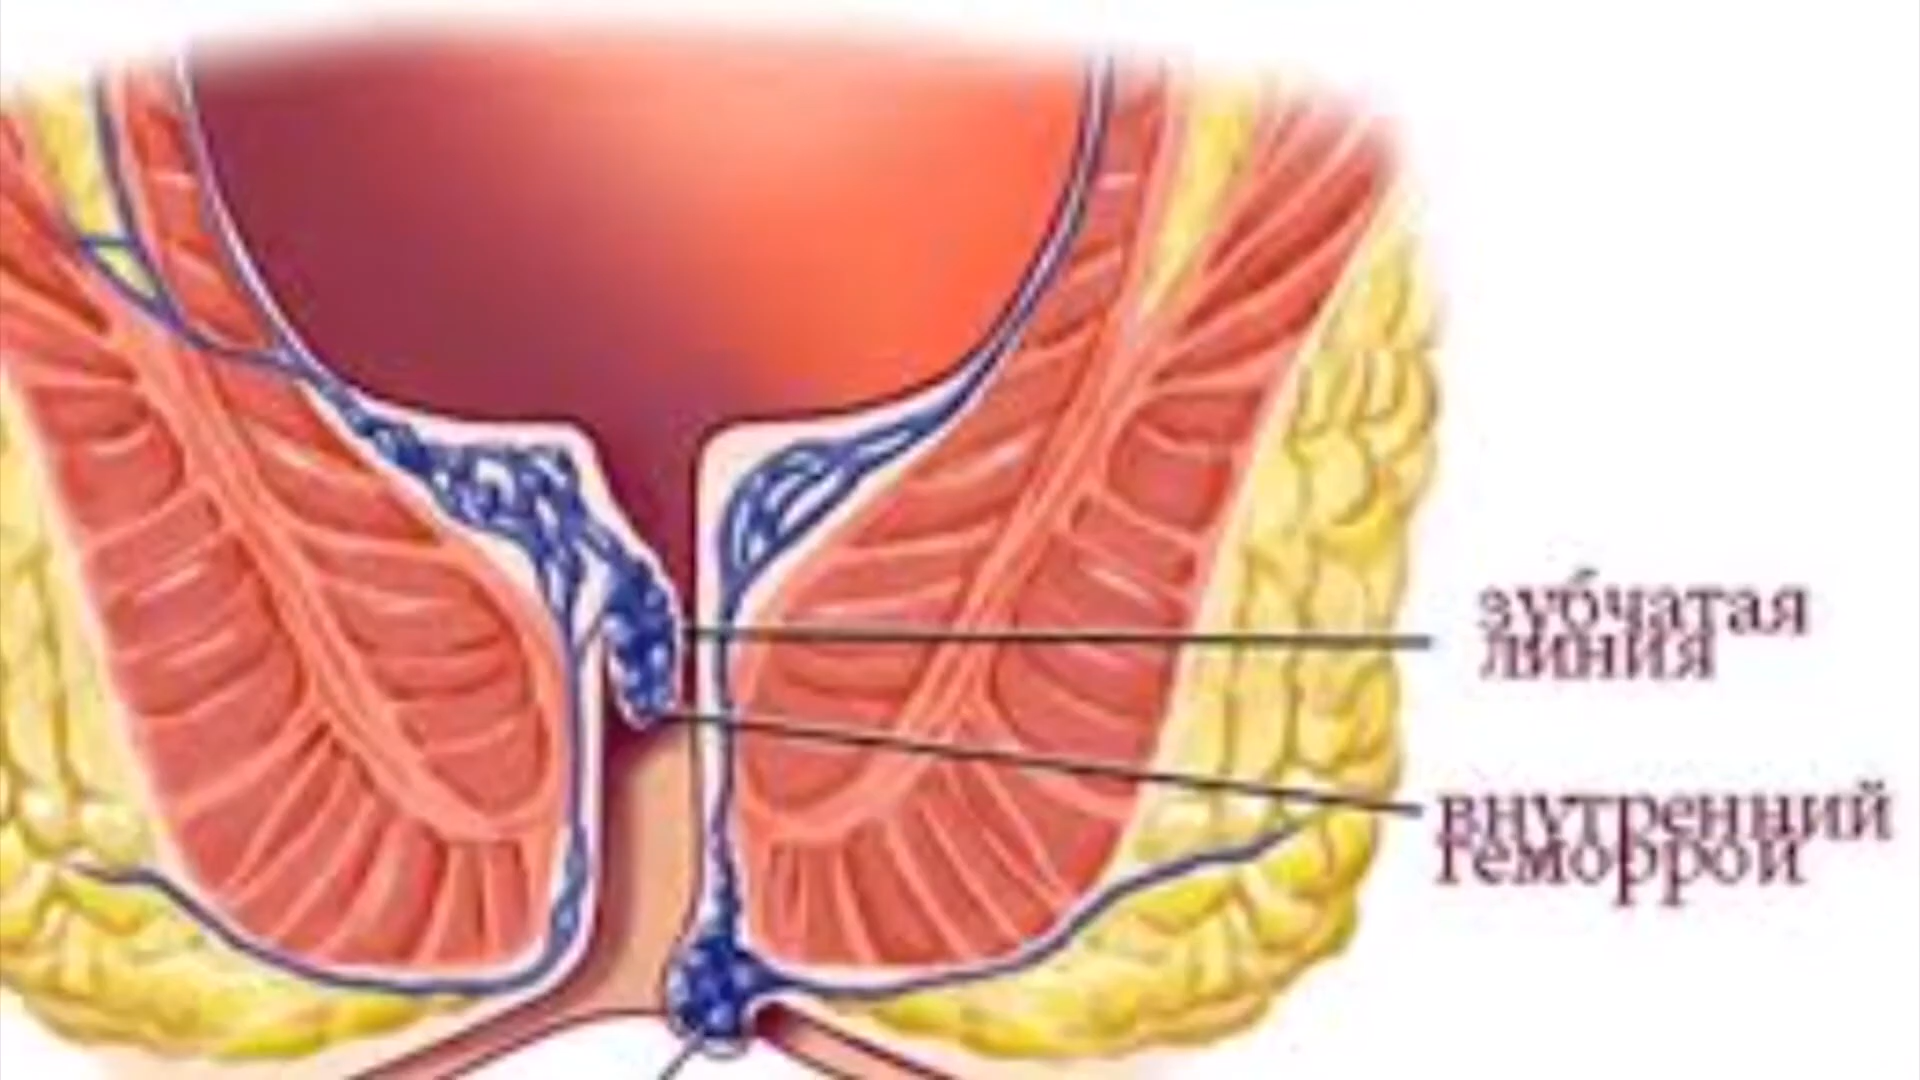 зубчатая
линия
внутренний
геморрой